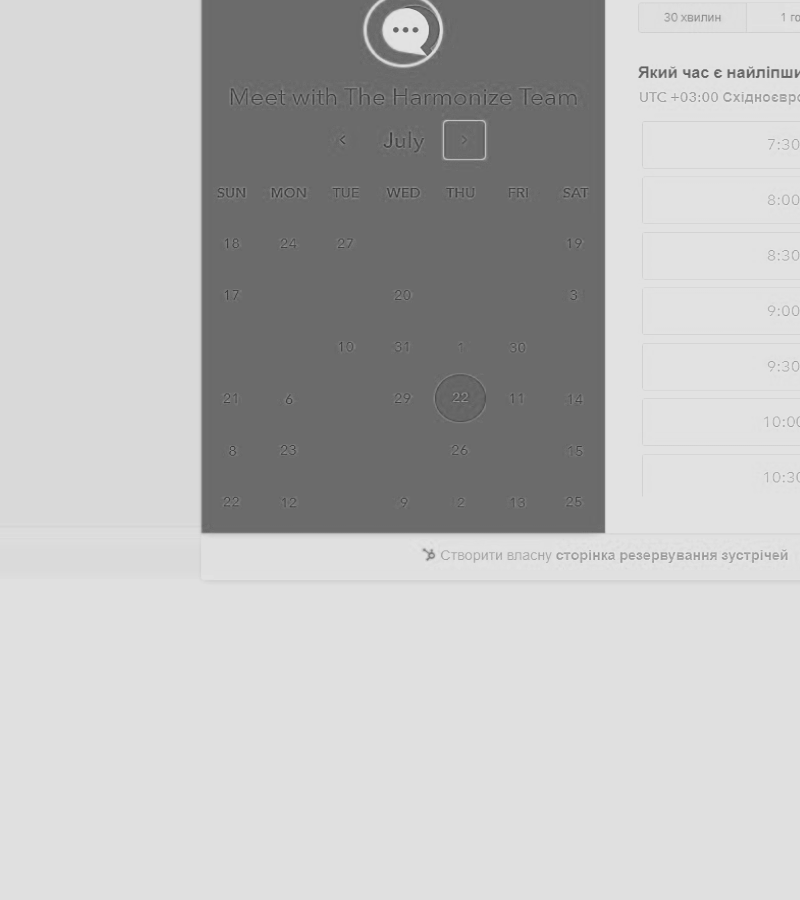 Meet with The Harmonize Team
July
SUN MON TUE WED THU FRI SAT
18 24 27 19
17 20 3
10 31 1 30
21 6 29 22 11 14
8 23 26 15
22 12 9 2 13 25
30 хвилин 1 го
Який час є найліпши
UTC +03:00 Східноєвро
7:30
8:00
8:30
9:00
9:30
10:00
10:30
Створити власну сторінка резервування зустрічей